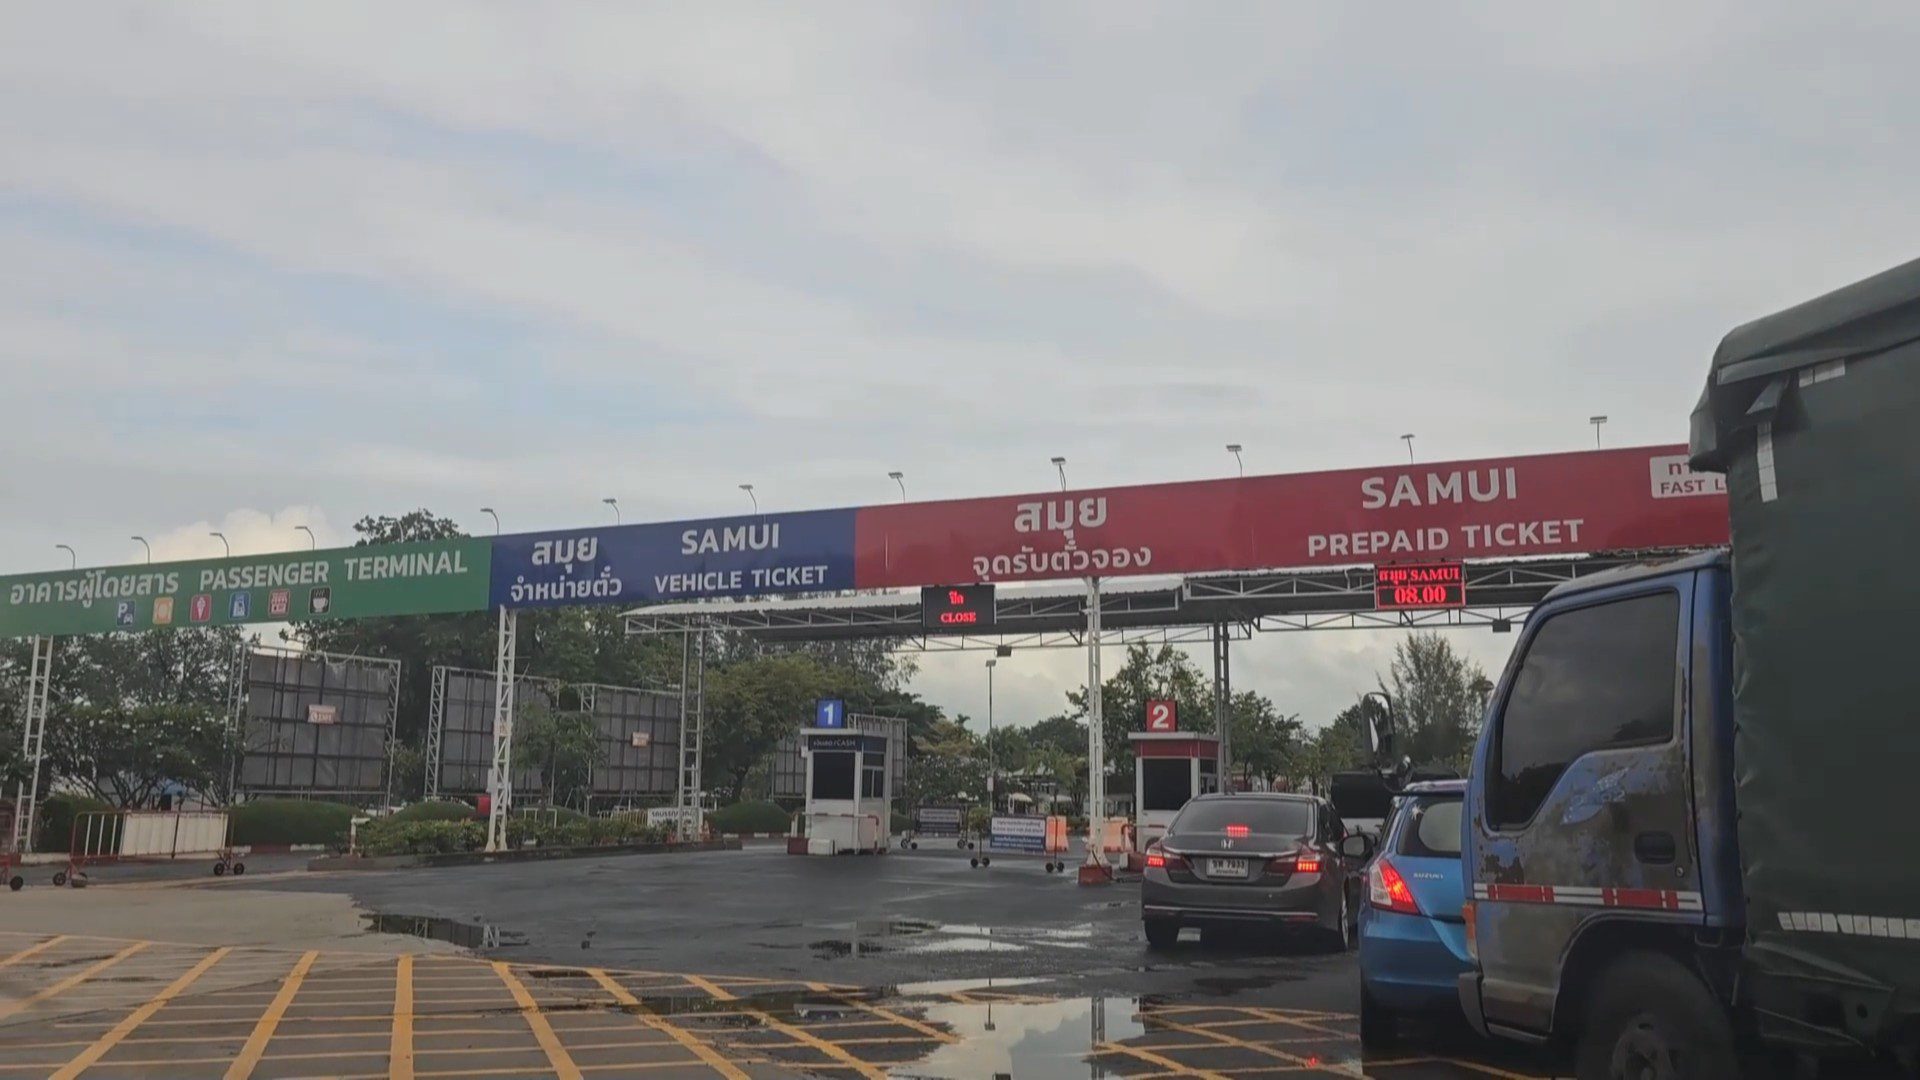 อาคารผู้โดยสาร PASSENGER TERMINAL
P
สมุย SAMUI
จำหน่ายตั๋ว VEHICLE TICKET
สมุย SAMUI
จุดรับตั๋วจอง PREPAID TICKET
FAST L
ปิด
CLOSE
สมุย SAMUI
08.00
1
CASH
2
7033
SUZUKI